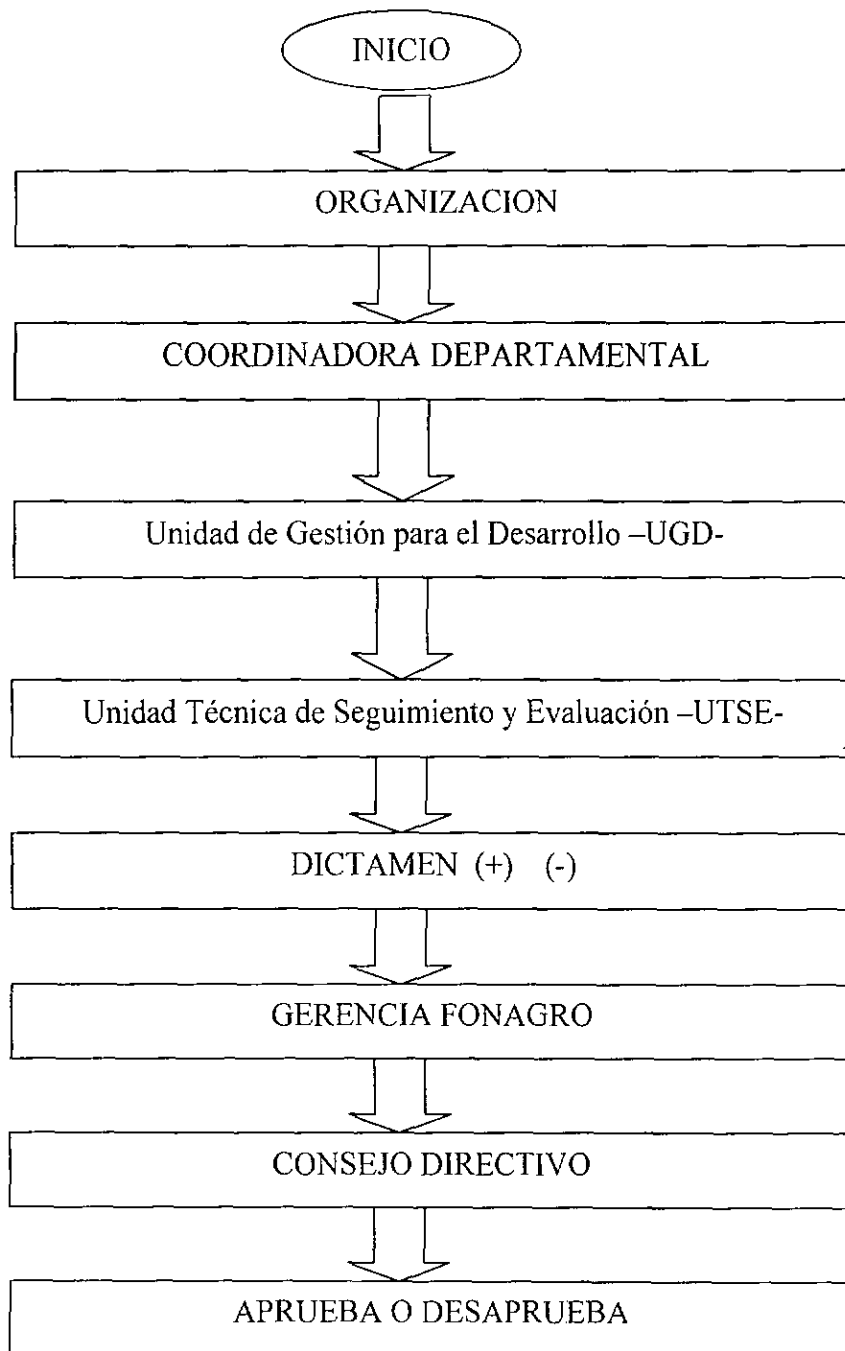 INICIO
ORGANIZACION
COORDINADORA DEPARTAMENTAL
Unidad de Gestión para el Desarrollo –UGD-
Unidad Técnica de Seguimiento y Evaluación –UTSE-
DICTAMEN (+) (-)
GERENCIA FONAGRO
CONSEJO DIRECTIVO
APRUEBA O DESAPRUEBA